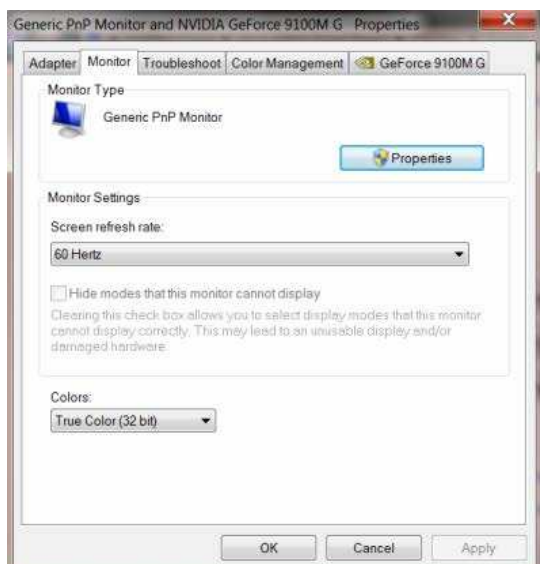 Generic PnP Monitor and NVIDIA GeForce 9100M G Properties
Adapter Monitor Troubleshoot Color Management GeForce 9100M G
Monitor Type
Generic PnP Monitor
Properties
Monitor Settings
Screen refresh rate:
60 Hertz
Hide modes that this monitor cannot display
Clearing this check box allows you to select display modes that this monitor
cannot display correctly. This may lead to an unusable display and/or
damaged hardware.
Colors:
True Color (32 bit)
OK Cancel Apply